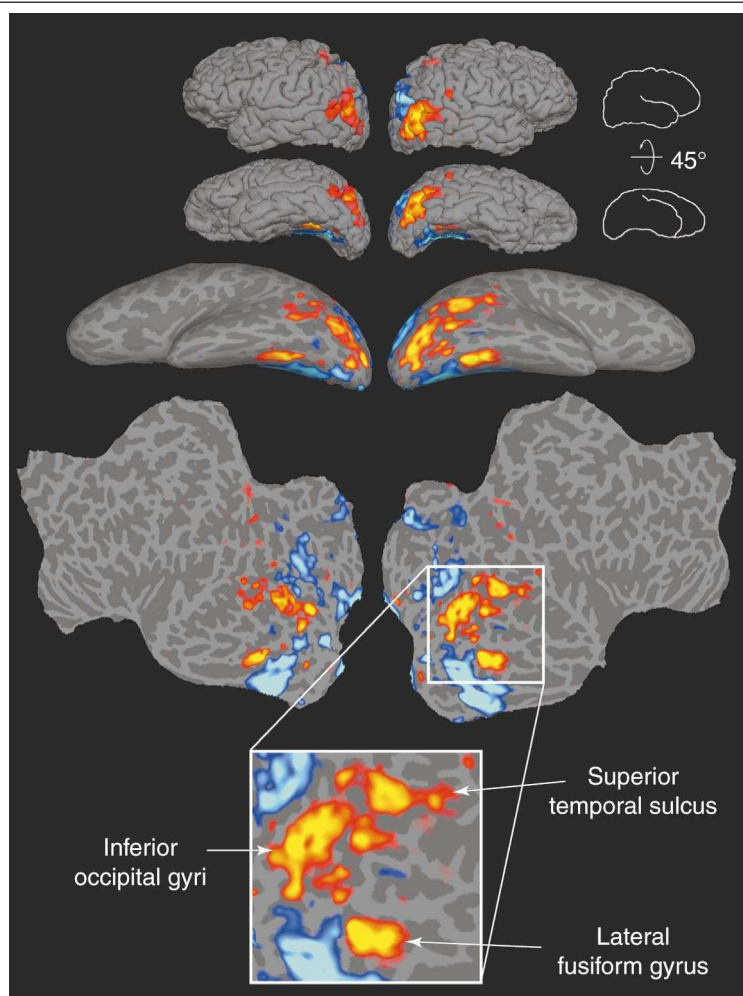 45°
Superior
temporal sulcus
Inferior
occipital gyri
Lateral
fusiform gyrus